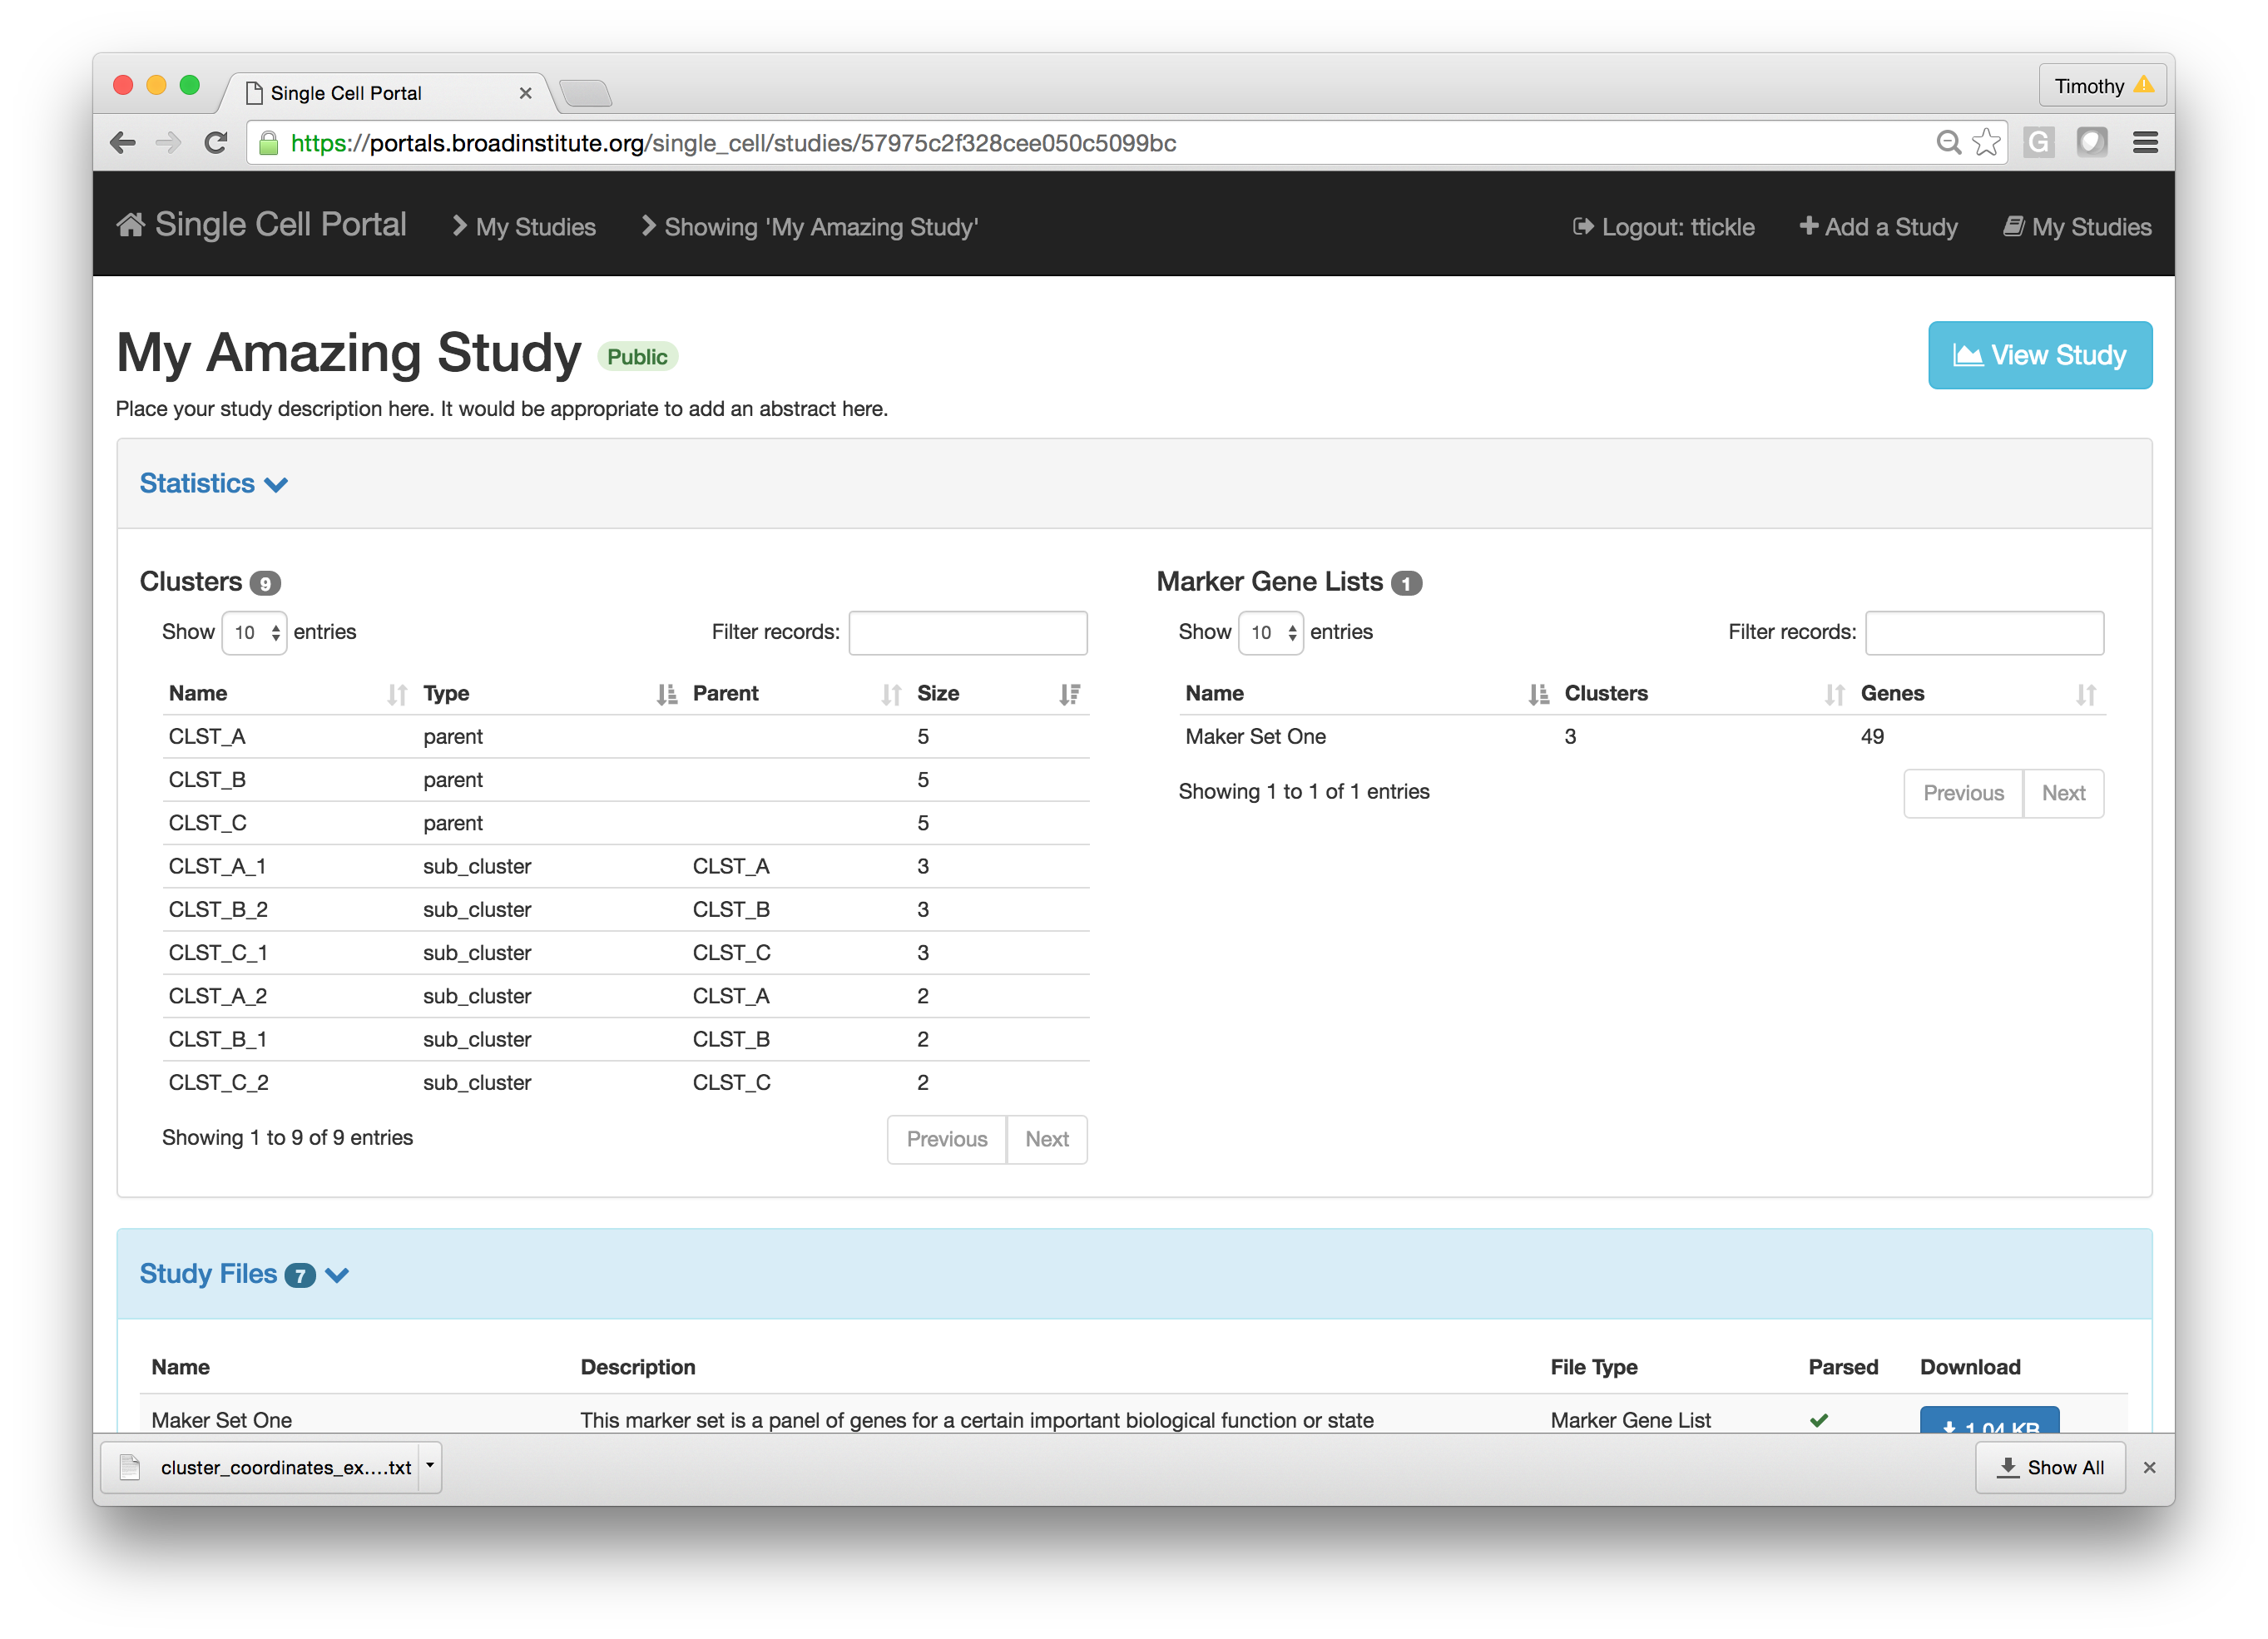 Single Cell Portal
Timothy
https://portals.broadinstitute.org/single_cell/studies/57975c2f328cee050c5099bc
G
Single Cell Portal My Studies Showing 'My Amazing Study' Logout: ttickle Add a Study My Studies
My Amazing Study Public
View Study
Place your study description here. It would be appropriate to add an abstract here.
Statistics
Clusters 9
Show 10 entries Filter records:
Name Type Parent Size
CLST_A parent 5
CLST_B parent 5
CLST_C parent 5
CLST_A_1 sub_cluster CLST_A 3
CLST_B_2 sub_cluster CLST_B 3
CLST_C_1 sub_cluster CLST_C 3
CLST_A_2 sub_cluster CLST_A 2
CLST_B_1 sub_cluster CLST_B 2
CLST_C_2 sub_cluster CLST_C 2
Showing 1 to 9 of 9 entries Previous Next
Marker Gene Lists 1
Show 10 entries Filter records:
Name Clusters Genes
Maker Set One 3 49
Showing 1 to 1 of 1 entries Previous Next
Study Files 7
Name Description File Type Parsed Download
Maker Set One This marker set is a panel of genes for a certain important biological function or state Marker Gene List 1.04 KB
cluster_coordinates_ex....txt Show All